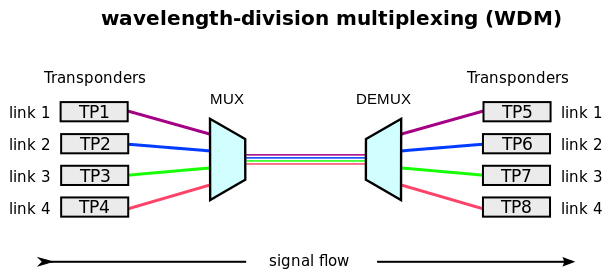 wavelength-division multiplexing (WDM)
Transponders
Transponders
MUX
DEMUX
link 1
TP1
TP5
link 1
link 2
TP2
TP6
link 2
link 3
TP3
TP7
link 3
link 4
TP4
TP8
link 4
signal flow